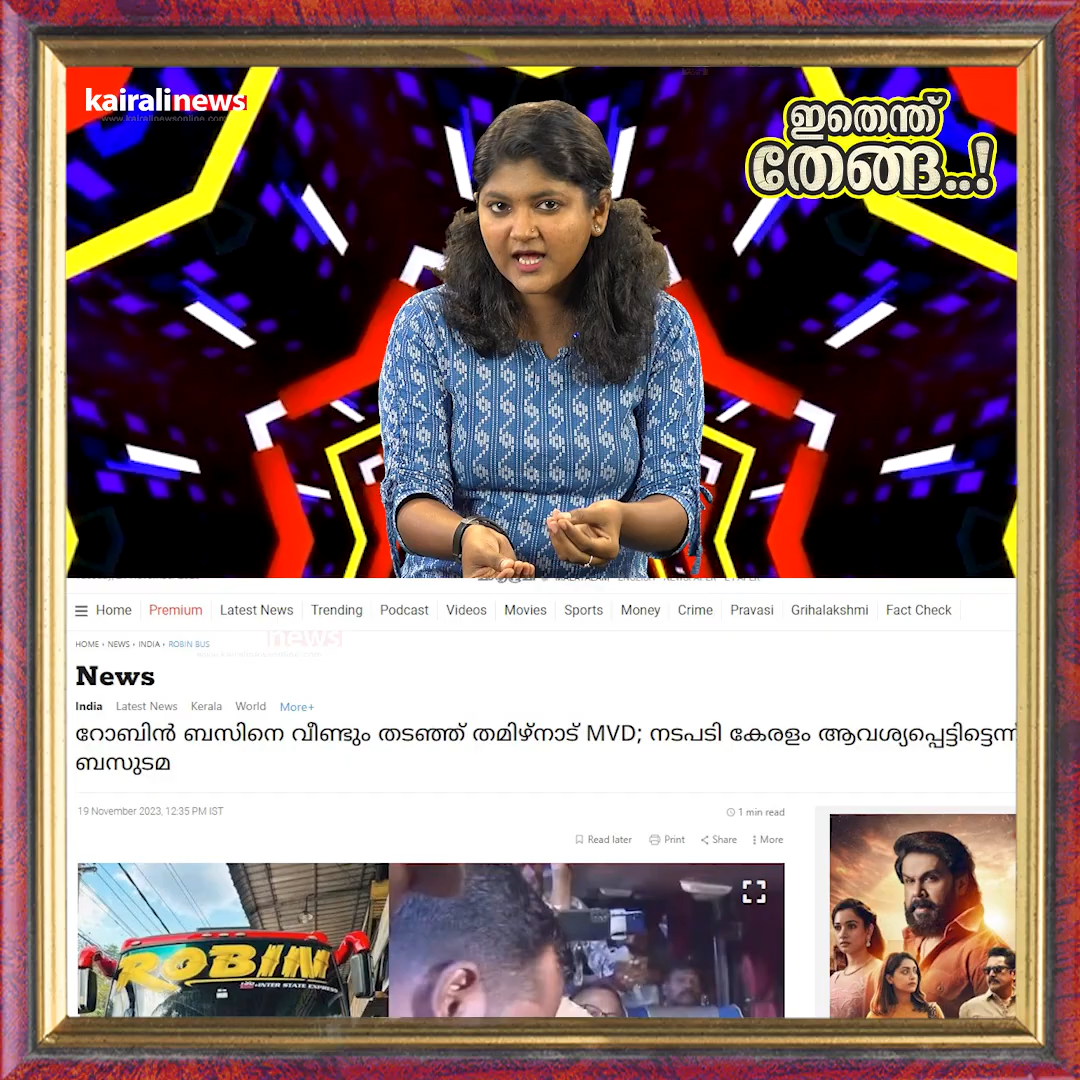 kairalinews
www.kairalinewsonline.com
ഇതെന്ത്
തേങ്ങ..!
Home Premium Latest News Trending Podcast Videos Movies Sports Money Crime Pravasi Grihalakshmi Fact Check
HOME › NEWS › INDIA › ROBIN BUS
News
India Latest News Kerala World More+
റോബിൻ ബസിനെ വീണ്ടും തടഞ്ഞ് തമിഴ്‌നാട് MVD; നടപടി കേരളം ആവശ്യപ്പെട്ടിട്ടെന്ന്
ബസുടമ
19 November 2023, 12:35 PM IST
1 min read
Read later Print Share More
ROBIN
INTER STATE EXPRESS